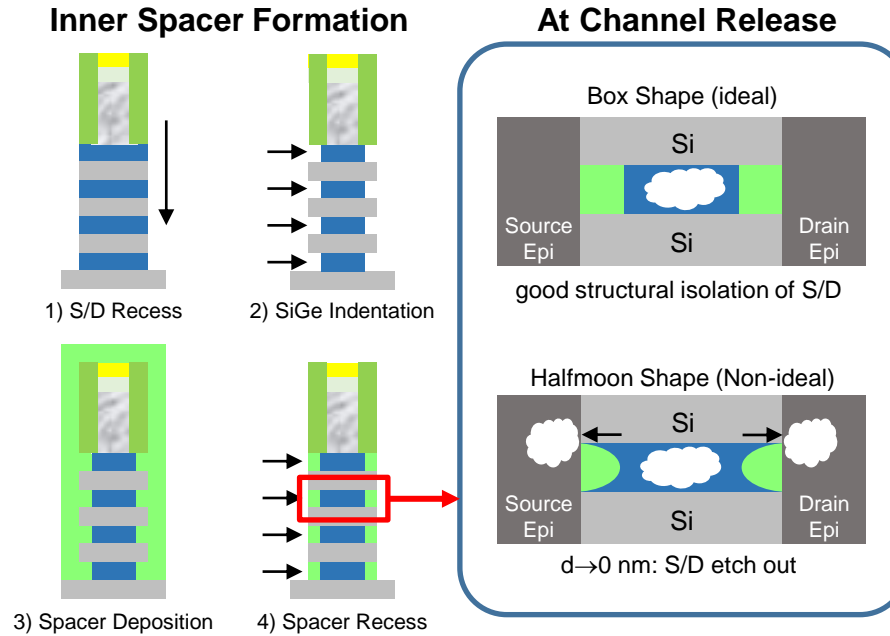 Inner Spacer Formation
1) S/D Recess
2) SiGe Indentation
3) Spacer Deposition
4) Spacer Recess
At Channel Release
Box Shape (ideal)
Si
Source
Epi
Si
Drain
Epi
good structural isolation of S/D
Halfmoon Shape (Non-ideal)
Si
Source
Epi
Si
Drain
Epi
d→0 nm: S/D etch out